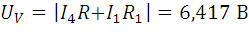 U_V = |I_4R+I_1R_1| = 6,417 В